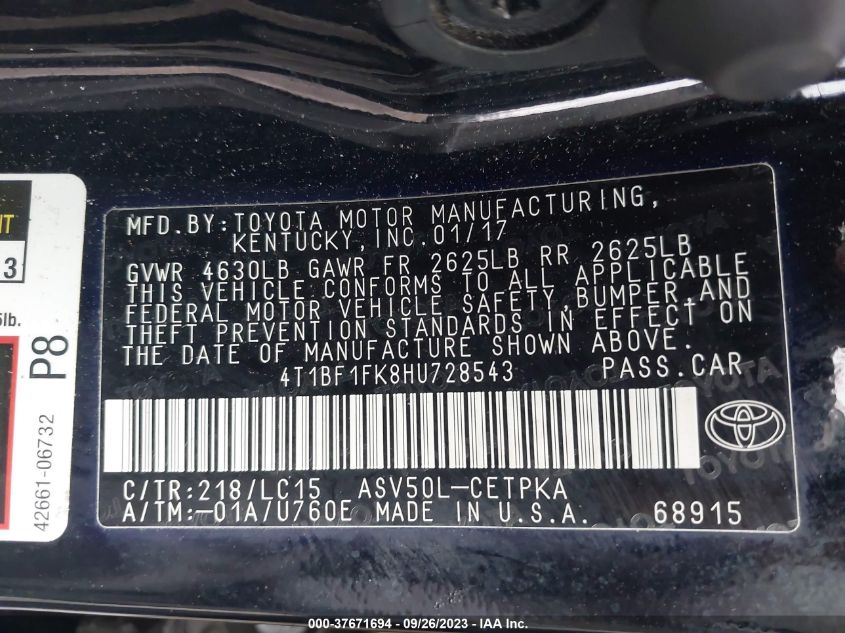 MFD.BY:TOYOTA MOTOR MANUFACTURING,
KENTUCKY,INC.01/17
GVWR 4630LB GAWR FR 2625LB RR 2625LB
THIS VEHICLE CONFORMS TO ALL APPLICABLE
FEDERAL MOTOR VEHICLE SAFETY,BUMPER,AND
THEFT PREVENTION STANDARDS IN EFFECT ON
THE DATE OF MANUFACTURE SHOWN ABOVE.
4T1BF1FK8HU728543 PASS.CAR
C/TR:218/LC15 ASV50L-CETPKA
A/TM:-01A/U760E MADE IN U.S.A. 68915
3
lb.
P8
42661-06732
000-37671694 - 09/26/2023 - IAA Inc.